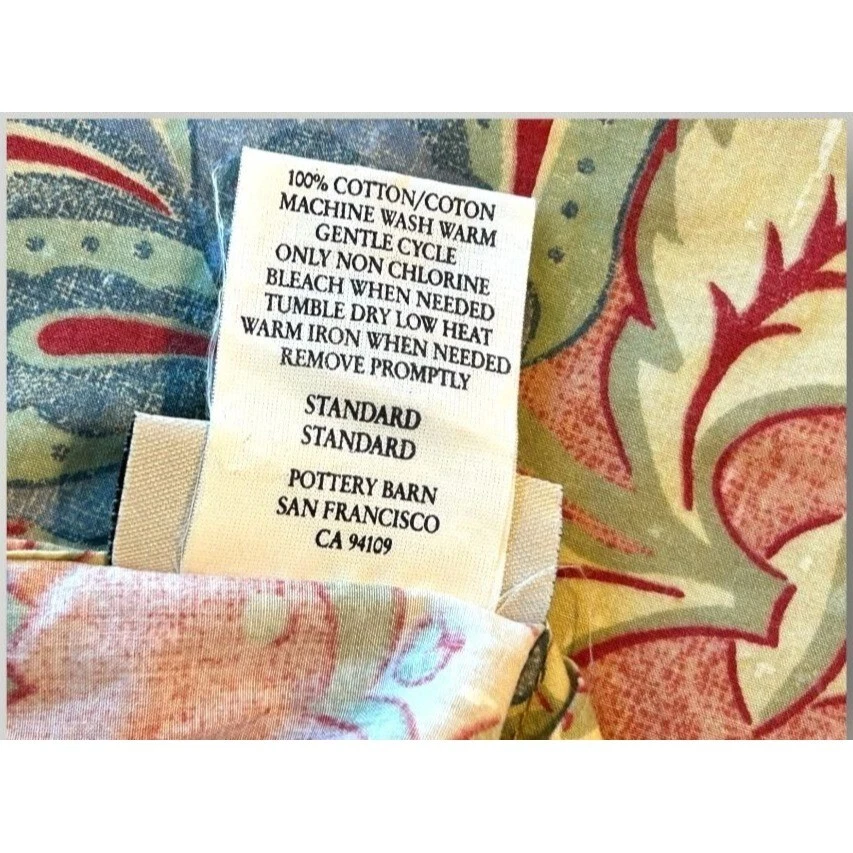 100% COTTON/COTON
MACHINE WASH WARM
GENTLE CYCLE
ONLY NON CHLORINE
BLEACH WHEN NEEDED
TUMBLE DRY LOW HEAT
WARM IRON WHEN NEEDED
REMOVE PROMPTLY
STANDARD
STANDARD
POTTERY BARN
SAN FRANCISCO
CA 94109